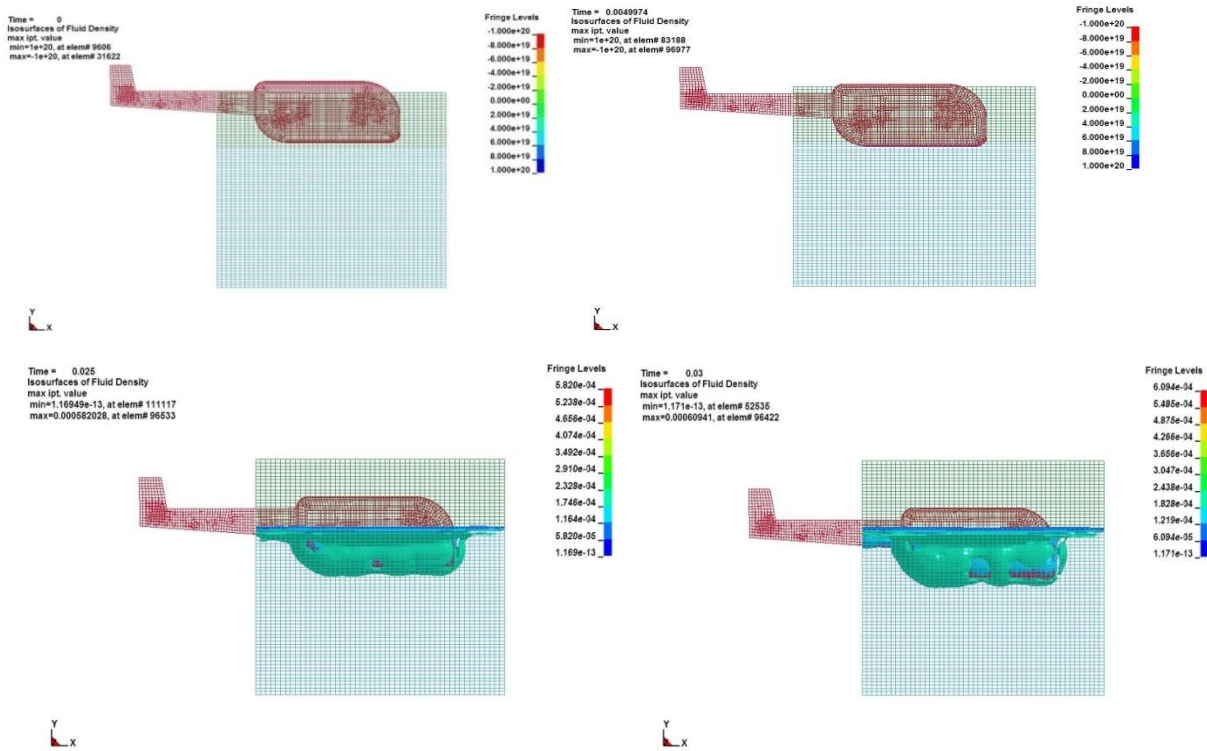 Time = 0
Isosurfaces of Fluid Density
max ipt. value
min=1e+20, at elem# 9606
max=-1e+20, at elem# 31622
Fringe Levels
-1.000e+20
-8.000e+19
-6.000e+19
-4.000e+19
-2.000e+19
0.000e+00
2.000e+19
4.000e+19
6.000e+19
8.000e+19
1.000e+20
Y
X
Time = 0.0049974
Isosurfaces of Fluid Density
max ipt. value
min=1e+20, at elem# 83188
max=-1e+20, at elem# 96977
Fringe Levels
-1.000e+20
-8.000e+19
-6.000e+19
-4.000e+19
-2.000e+19
0.000e+00
2.000e+19
4.000e+19
6.000e+19
8.000e+19
1.000e+20
Y
X
Time = 0.025
Isosurfaces of Fluid Density
max ipt. value
min=1.16949e-13, at elem# 111117
max=0.000582028, at elem# 96533
Fringe Levels
5.820e-04
5.238e-04
4.656e-04
4.074e-04
3.492e-04
2.910e-04
2.328e-04
1.746e-04
1.164e-04
5.820e-05
1.169e-13
Y
X
Time = 0.03
Isosurfaces of Fluid Density
max ipt. value
min=1.171e-13, at elem# 52535
max=0.00060941, at elem# 96422
Fringe Levels
6.094e-04
5.485e-04
4.875e-04
4.266e-04
3.656e-04
3.047e-04
2.438e-04
1.828e-04
1.219e-04
6.094e-05
1.171e-13
Y
X